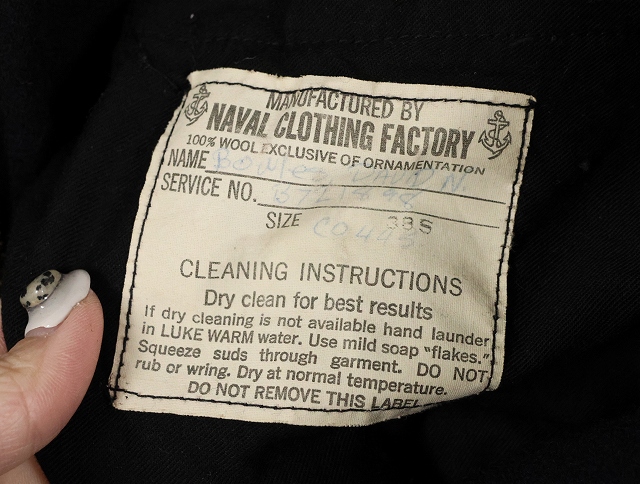 MANUFACTURED BY
NAVAL CLOTHING FACTORY
100% WOOL EXCLUSIVE OF ORNAMENTATION
NAME N.
SERVICE NO.
SIZE 38S
CLEANING INSTRUCTIONS
Dry clean for best results
If dry cleaning is not available hand launder
in LUKE WARM water. Use mild soap "flakes."
Squeeze suds through garment. DO NOT
rub or wring. Dry at normal temperature.
DO NOT REMOVE THIS LABEL